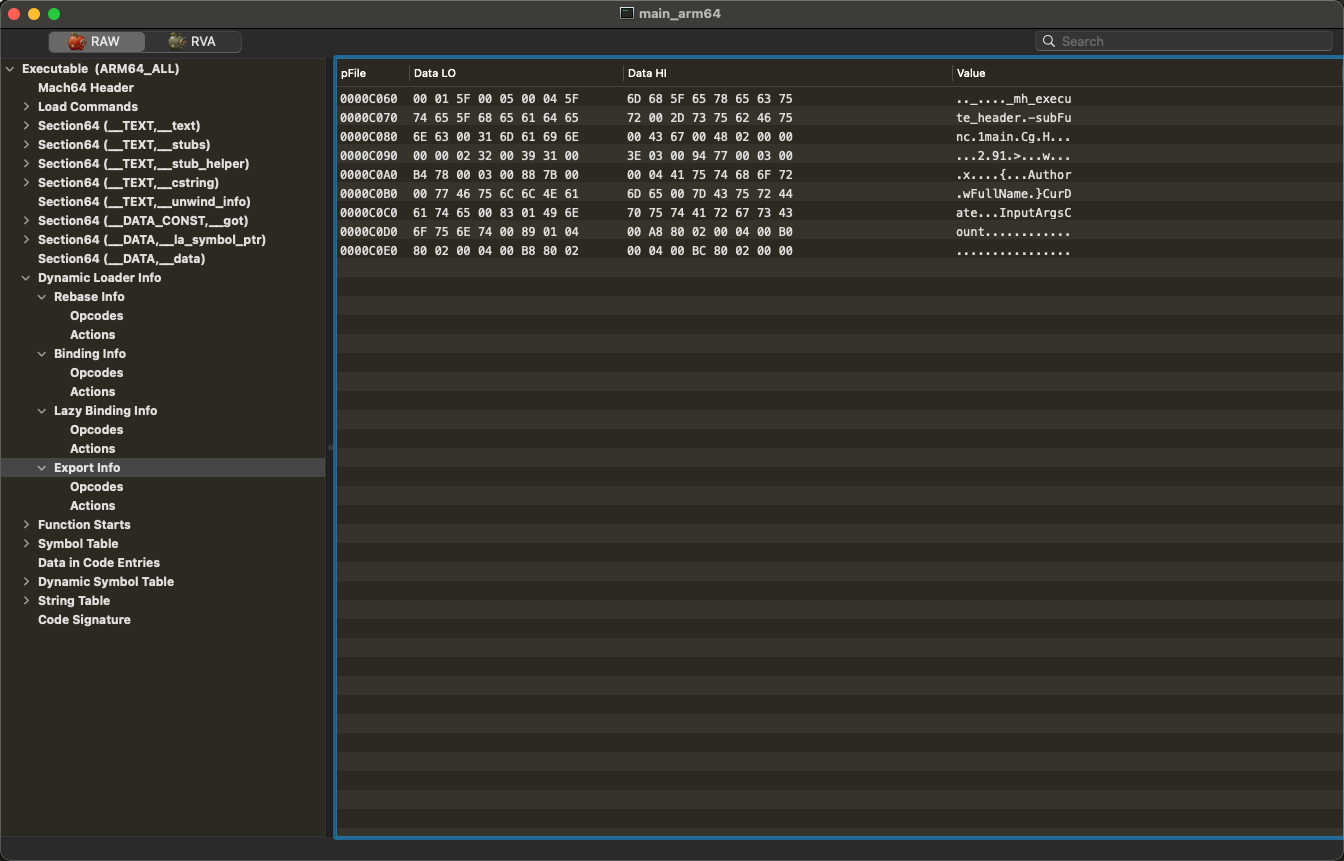 main_arm64
RAW RVA Search
Executable (ARM64_ALL)
Mach64 Header
Load Commands
Section64 (__TEXT,__text)
Section64 (__TEXT,__stubs)
Section64 (__TEXT,__stub_helper)
Section64 (__TEXT,__cstring)
Section64 (__TEXT,__unwind_info)
Section64 (__DATA_CONST,__got)
Section64 (__DATA,__la_symbol_ptr)
Section64 (__DATA,__data)
Dynamic Loader Info
Rebase Info
Opcodes
Actions
Binding Info
Opcodes
Actions
Lazy Binding Info
Opcodes
Actions
Export Info
Opcodes
Actions
Function Starts
Symbol Table
Data in Code Entries
Dynamic Symbol Table
String Table
Code Signature
pFile Data LO Data HI Value
0000C060 00 01 5F 00 05 00 04 5F 6D 68 5F 65 78 65 63 75 .._...._mh_execu
0000C070 74 65 5F 68 65 61 64 65 72 00 2D 73 75 62 46 75 te_header.-subFu
0000C080 6E 63 00 31 6D 61 69 6E 00 43 67 00 48 02 00 00 nc.1main.Cg.H...
0000C090 00 00 02 32 00 39 31 00 3E 03 00 94 77 00 03 00 ...2.91.>...w...
0000C0A0 B4 78 00 03 00 88 7B 00 00 04 41 75 74 68 6F 72 .x....{...Author
0000C0B0 00 77 46 75 6C 6C 4E 61 6D 65 00 7D 43 75 72 44 .wFullName.}CurD
0000C0C0 61 74 65 00 83 01 49 6E 70 75 74 41 72 67 73 43 ate...InputArgsC
0000C0D0 6F 75 6E 74 00 89 01 04 00 A8 80 02 00 04 00 B0 ount............
0000C0E0 80 02 00 04 00 B8 80 02 00 04 00 BC 80 02 00 00 ................